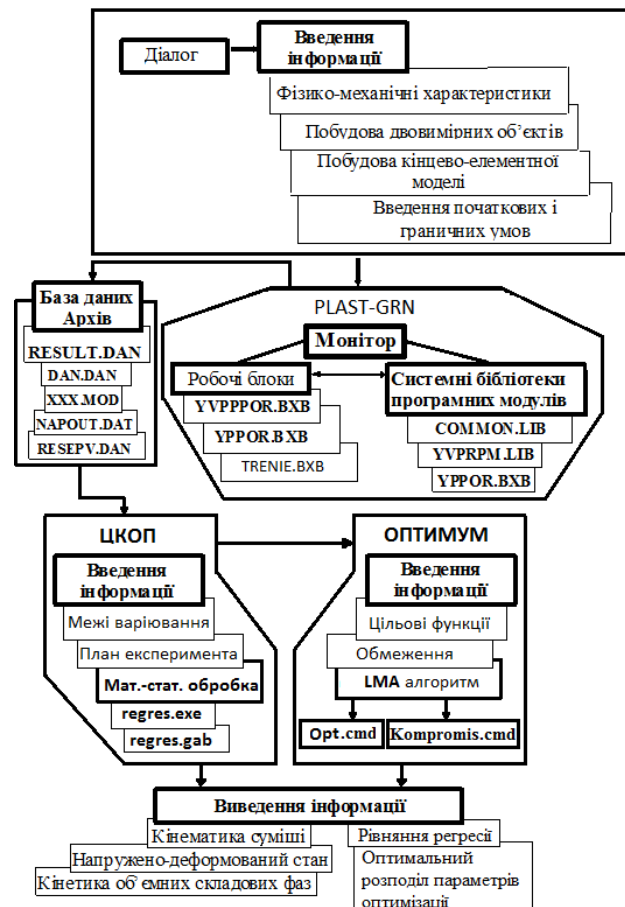 Діалог
Введення
інформації
Фізико-механічні характеристики
Побудова двовимірних об’єктів
Побудова кінцево-елементної
моделі
Введення початкових і
граничних умов
База даних
Архів
RESULT.DAN
DAN.DAN
XXX.MOD
NAPOUT.DAT
RESEPV.DAN
PLAST-GRN
Монітор
Робочі блоки
YVPPPOR.BXB
YPPOR.BXB
TRENIE.BXB
Системні бібліотеки
програмних модулів
COMMON.LIB
YVPRPM.LIB
YPPOR.BXB
ЦКОП
Введення
інформації
Межі варіювання
План експеримента
Мат.-стат. обробка
regres.exe
regres.gab
ОПТИМУМ
Введення
інформації
Цільові функції
Обмеження
LMA алгоритм
Opt.cmd
Kompromis.cmd
Виведення інформації
Кінематика суміші
Напружено-деформований стан
Кінетика об’ємних складових фаз
Рівняння регресії
Оптимальний
розподіл параметрів
оптимізації